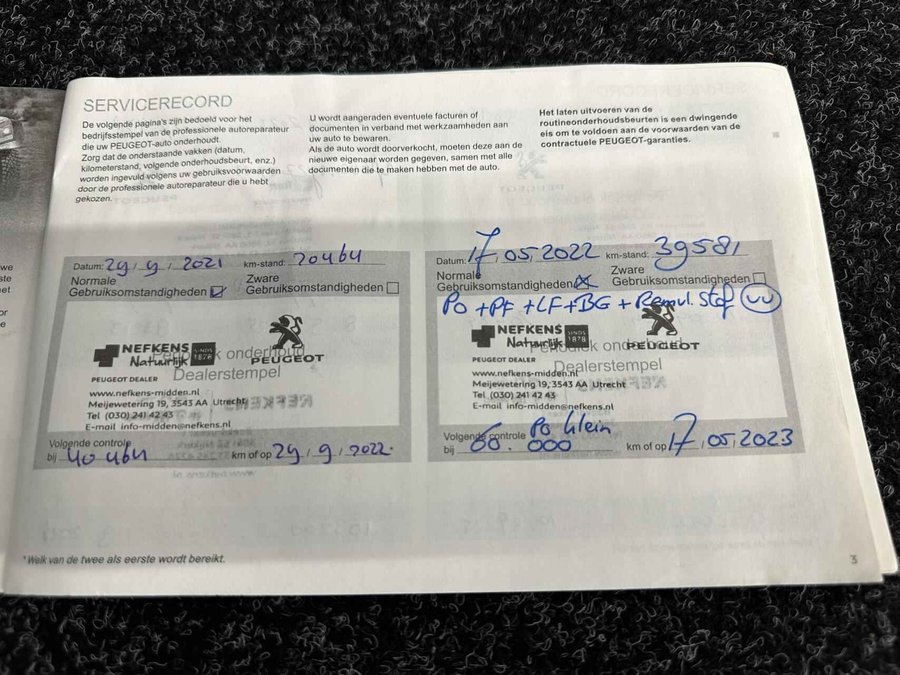 SERVICERECORD
De volgende pagina's zijn bedoeld voor het
bedrijfsstempel van de professionele autoreparateur
die uw PEUGEOT-auto onderhoudt.
Zorg dat de onderstaande vakken (datum,
kilometerstand, volgende onderhoudsbeurt, enz.)
worden ingevuld volgens uw gebruiksvoorwaarden
door de professionele autoreparateur die u hebt
gekozen.
U wordt aangeraden eventuele facturen of
documenten in verband met werkzaamheden aan
uw auto te bewaren.
Als de auto wordt doorverkocht, moeten deze aan de
nieuwe eigenaar worden gegeven, samen met alle
documenten die te maken hebben met de auto.
Het laten uitvoeren van de
routineonderhoudsbeurten is een dwingende
eis om te voldoen aan de voorwaarden van de
contractuele PEUGEOT-garanties.
Datum: 29, 9, 2021 km-stand: 20464
Normale
Gebruiksomstandigheden
Zware
Gebruiksomstandigheden
NEFKENS
Natuurlijk
SINDS
1878
PEUGEOT
Periodiek onderhoud
Dealerstempel
PEUGEOT DEALER
www.nefkens-midden.nl
Meijewetering 19, 3543 AA Utrecht
Tel (030) 241 42 43
E-mail info-midden@nefkens.nl
Volgende controle
bij 40464 km of op 29, 9, 2022.
Datum: 17, 05, 2022 km-stand: 39581
Normale
Gebruiksomstandigheden
Zware
Gebruiksomstandigheden
PO + PF + LF + BG + Remvl. stof
NEFKENS
Natuurlijk
SINDS
1878
PEUGEOT
Periodiek onderhoud
Dealerstempel
PEUGEOT DEALER
www.nefkens-midden.nl
Meijewetering 19, 3543 AA Utrecht
Tel (030) 241 42 43
E-mail info-midden@nefkens.nl
Volgende controle PO klein
bij 60.000 km of op 17, 05, 2023
*Welk van de twee als eerste wordt bereikt.
3